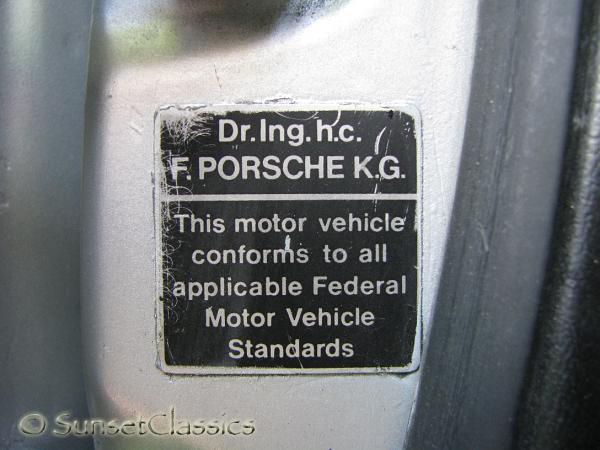 Dr.Ing.h.c.
F. PORSCHE K.G.
This motor vehicle
conforms to all
applicable Federal
Motor Vehicle
Standards
© SunsetClassics